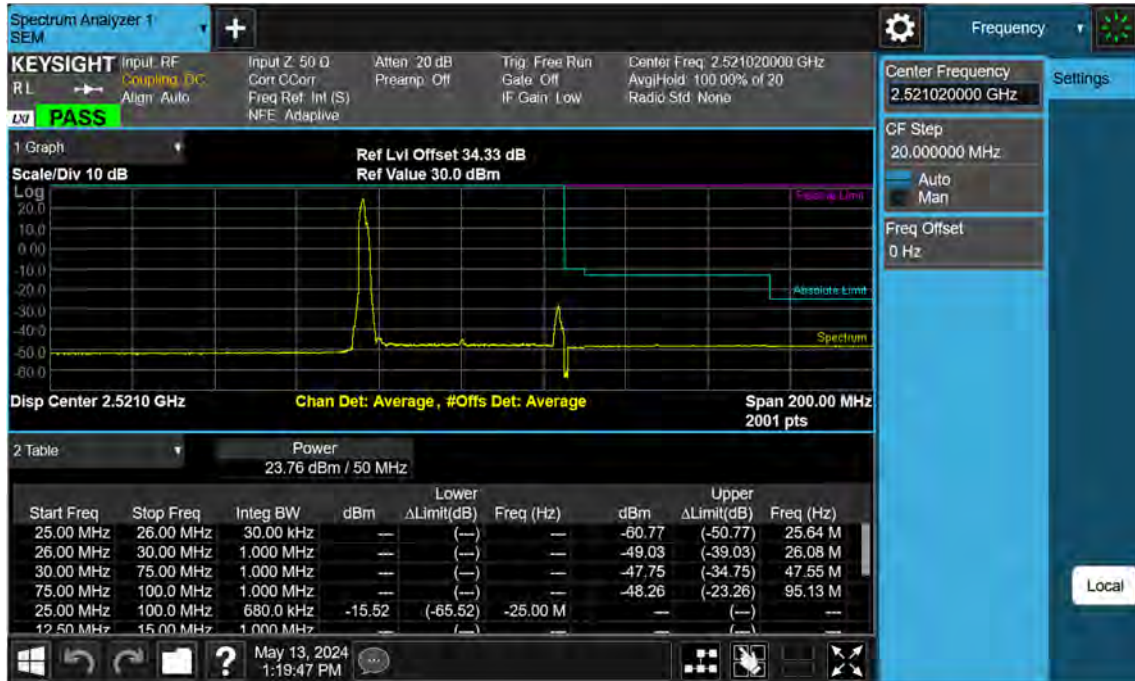 Spectrum Analyzer 1
SEM
Frequency
KEYSIGHT
Input: RF
Coupling: DC
Align: Auto
Input Z: 50 Ω
Corr CCorr
Freq Ref: Int (S)
NFE: Adaptive
Atten: 20 dB
Preamp: Off
Trig: Free Run
Gate: Off
IF Gain: Low
Center Freq: 2.521020000 GHz
Avg|Hold: 100.00% of 20
Radio Std: None
R L
LXI
PASS
Center Frequency
2.521020000 GHz
Settings
CF Step
20.000000 MHz
Auto
Man
Freq Offset
0 Hz
Local
1 Graph
Scale/Div 10 dB
Ref Lvl Offset 34.33 dB
Ref Value 30.0 dBm
Log
20.0
10.0
0.00
-10.0
-20.0
-30.0
-40.0
-50.0
-60.0
Limit
Absolute Limit
Spectrum
Disp Center 2.5210 GHz
Chan Det: Average, #Offs Det: Average
Span 200.00 MHz
2001 pts
2 Table
Power
23.76 dBm / 50 MHz
Lower Upper
Start Freq Stop Freq Integ BW dBm ΔLimit(dB) Freq (Hz) dBm ΔLimit(dB) Freq (Hz)
25.00 MHz 26.00 MHz 30.00 kHz --- (---) --- -60.77 (-50.77) 25.64 M
26.00 MHz 30.00 MHz 1.000 MHz --- (---) --- -49.03 (-39.03) 26.08 M
30.00 MHz 75.00 MHz 1.000 MHz --- (---) --- -47.75 (-34.75) 47.55 M
75.00 MHz 100.0 MHz 1.000 MHz --- (---) --- -48.26 (-23.26) 95.13 M
25.00 MHz 100.0 MHz 680.0 kHz -15.52 (-65.52) -25.00 M --- (---) ---
12.50 MHz 15.00 MHz 1.000 MHz --- (---) --- --- (---) ---
?
May 13, 2024
1:19:47 PM